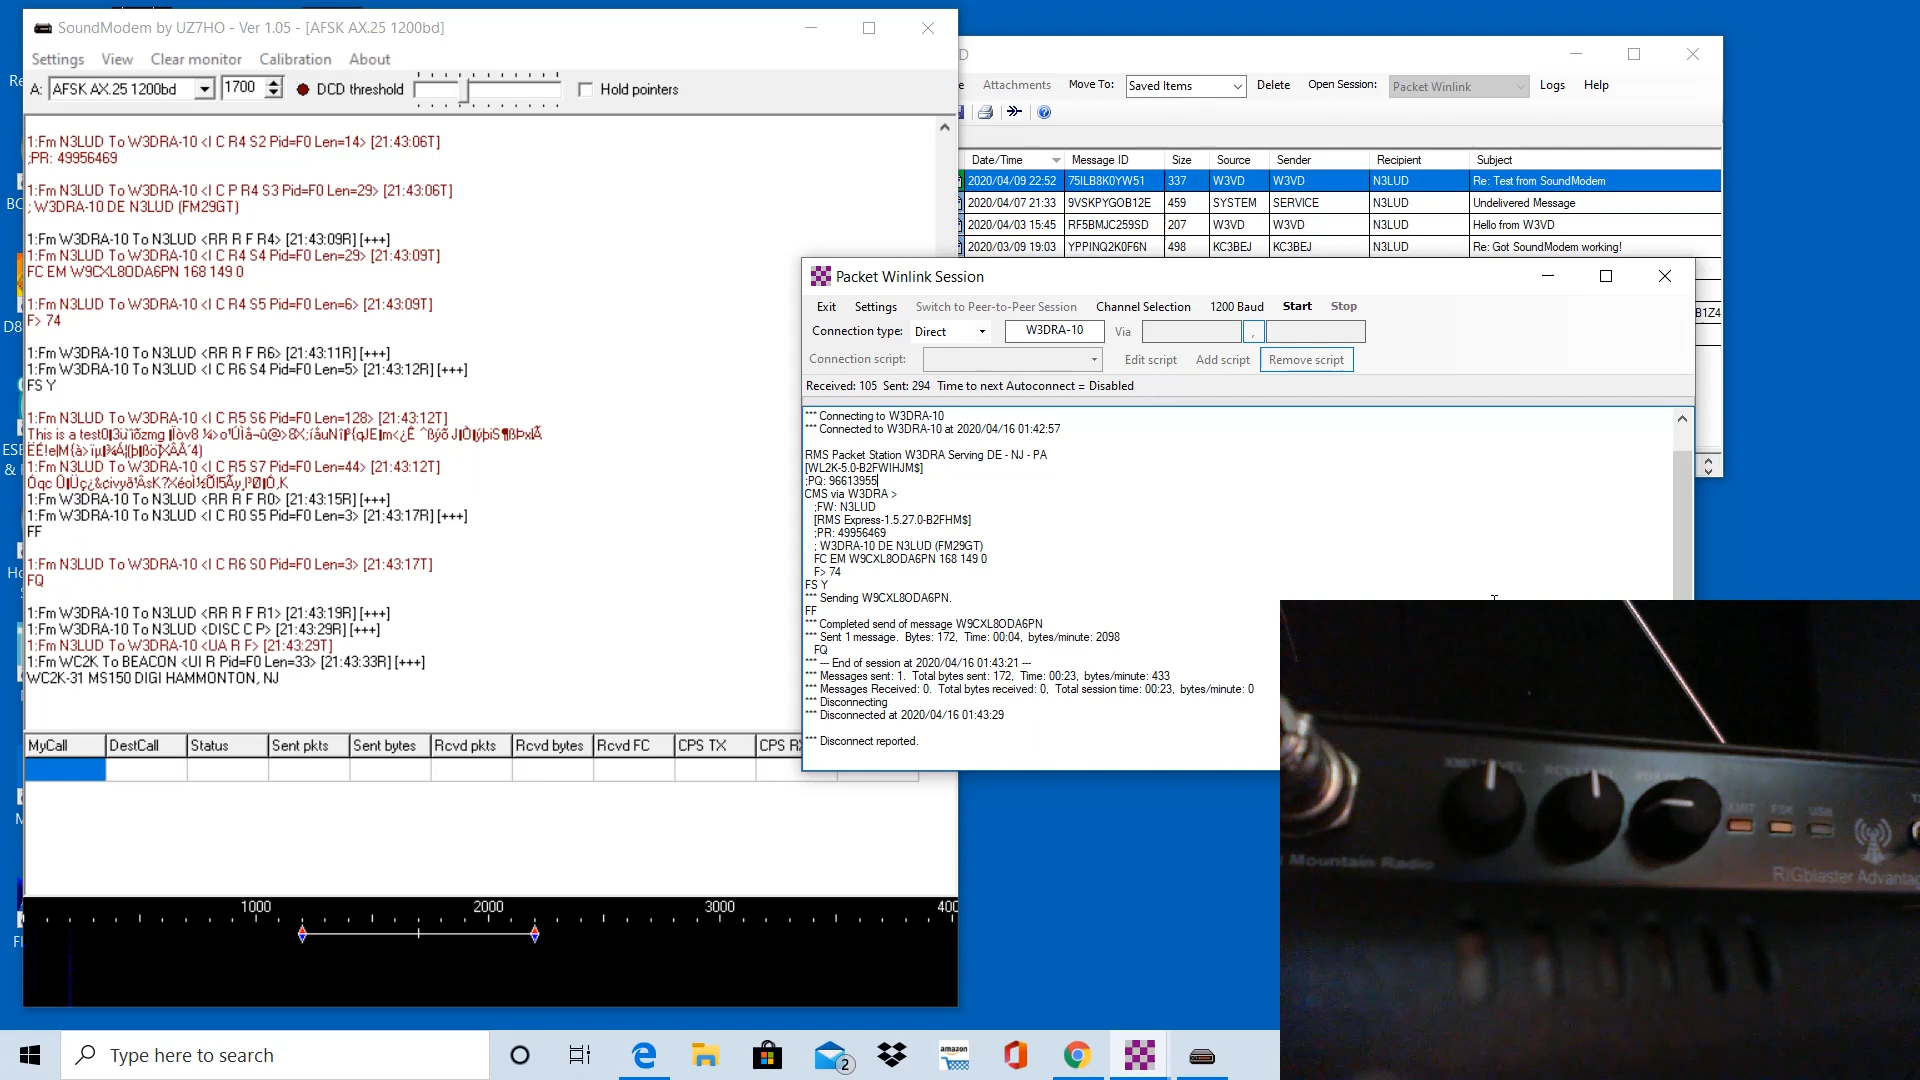 SoundModem by UZ7HO - Ver 1.05 - [AFSK AX.25 1200bd]
Settings View Clear monitor Calibration About
A: AFSK AX.25 1200bd 1700 DCD threshold Hold pointers
1:Fm N3LUD To W3DRA-10 <I C R4 S2 Pid=F0 Len=14> [21:43:06T]
;PR: 49956469
1:Fm N3LUD To W3DRA-10 <I C P R4 S3 Pid=F0 Len=29> [21:43:06T]
; W3DRA-10 DE N3LUD (FM29GT)
1:Fm W3DRA-10 To N3LUD <RR R F R4> [21:43:09R] [+++]
1:Fm N3LUD To W3DRA-10 <I C R4 S4 Pid=F0 Len=29> [21:43:09T]
FC EM W9CXL8ODA6PN 168 149 0
1:Fm N3LUD To W3DRA-10 <I C R4 S5 Pid=F0 Len=6> [21:43:09T]
F> 74
1:Fm W3DRA-10 To N3LUD <RR R F R6> [21:43:11R] [+++]
1:Fm W3DRA-10 To N3LUD <I C R6 S4 Pid=F0 Len=5> [21:43:12R] [+++]
FS Y
1:Fm N3LUD To W3DRA-10 <I C R5 S6 Pid=F0 Len=128> [21:43:12T]
This is a test
1:Fm N3LUD To W3DRA-10 <I C R5 S7 Pid=F0 Len=44> [21:43:12T]
1:Fm W3DRA-10 To N3LUD <RR R F R0> [21:43:15R] [+++]
1:Fm W3DRA-10 To N3LUD <I C R0 S5 Pid=F0 Len=3> [21:43:17R] [+++]
FF
1:Fm N3LUD To W3DRA-10 <I C R6 S0 Pid=F0 Len=3> [21:43:17T]
FQ
1:Fm W3DRA-10 To N3LUD <RR R F R1> [21:43:19R] [+++]
1:Fm W3DRA-10 To N3LUD <DISC C P> [21:43:29R] [+++]
1:Fm N3LUD To W3DRA-10 <UA R F> [21:43:29T]
1:Fm WC2K To BEACON <UI R Pid=F0 Len=33> [21:43:33R] [+++]
WC2K-31 MS150 DIGI HAMMONTON, NJ
MyCall DestCall Status Sent pkts Sent bytes Rcvd pkts Rcvd bytes Rcvd FC CPS TX CPS R
1000 2000 3000 400
Attachments Move To: Saved Items Delete Open Session: Packet Winlink Logs Help
Date/Time Message ID Size Source Sender Recipient Subject
2020/04/09 22:52 75ILB8K0YW51 337 W3VD W3VD N3LUD Re: Test from SoundModem
2020/04/07 21:33 9VSKPYGOB12E 459 SYSTEM SERVICE N3LUD Undelivered Message
2020/04/03 15:45 RF5BMJC259SD 207 W3VD W3VD N3LUD Hello from W3VD
2020/03/09 19:03 YPPINQ2K0F6N 498 KC3BEJ KC3BEJ N3LUD Re: Got SoundModem working!
B1Z4
Packet Winlink Session
Exit Settings Switch to Peer-to-Peer Session Channel Selection 1200 Baud Start Stop
Connection type: Direct W3DRA-10 Via ,
Connection script: Edit script Add script Remove script
Received: 105 Sent: 294 Time to next Autoconnect = Disabled
*** Connecting to W3DRA-10
*** Connected to W3DRA-10 at 2020/04/16 01:42:57
RMS Packet Station W3DRA Serving DE - NJ - PA
[WL2K-5.0-B2FWIHJM$]
;PQ: 96613955
CMS via W3DRA >
;FW: N3LUD
[RMS Express-1.5.27.0-B2FHM$]
;PR: 49956469
; W3DRA-10 DE N3LUD (FM29GT)
FC EM W9CXL8ODA6PN 168 149 0
F> 74
FS Y
*** Sending W9CXL8ODA6PN.
FF
*** Completed send of message W9CXL8ODA6PN
*** Sent 1 message. Bytes: 172, Time: 00:04, bytes/minute: 2098
FQ
*** --- End of session at 2020/04/16 01:43:21 ---
*** Messages sent: 1. Total bytes sent: 172, Time: 00:23, bytes/minute: 433
*** Messages Received: 0. Total bytes received: 0, Total session time: 00:23, bytes/minute: 0
*** Disconnecting
*** Disconnected at 2020/04/16 01:43:29
*** Disconnect reported.
XMIT FSK USB
Mountain Radio
RIGblaster Advantag
Type here to search
amazon
2